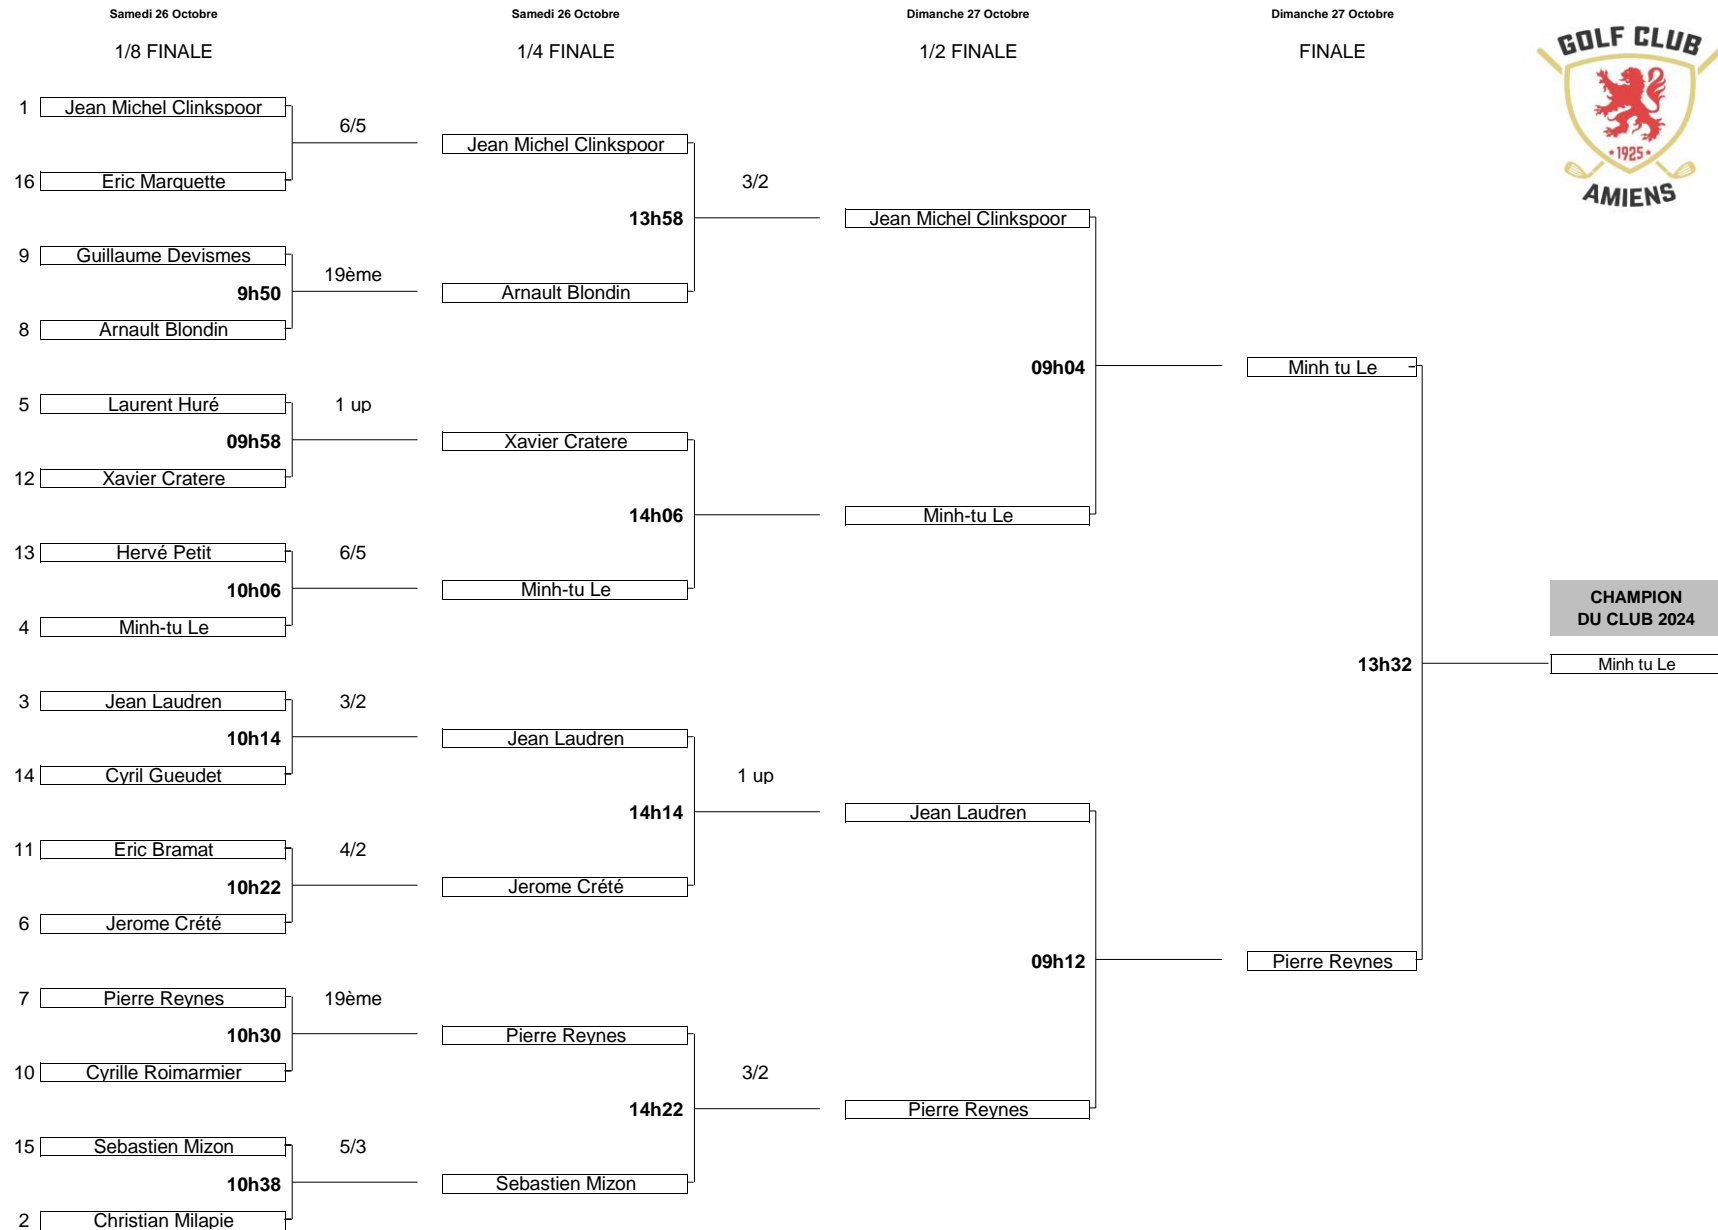 Samedi 26 Octobre
Samedi 26 Octobre
Dimanche 27 Octobre
Dimanche 27 Octobre
1/8 FINALE
1/4 FINALE
1/2 FINALE
FINALE
GOLF CLUB
•1925•
AMIENS
1
Jean Michel Clinkspoor
6/5
16
Eric Marquette
9
Guillaume Devismes
9h50
19ème
8
Arnault Blondin
5
Laurent Huré
1 up
09h58
12
Xavier Cratere
13
Hervé Petit
6/5
10h06
4
Minh-tu Le
3
Jean Laudren
3/2
10h14
14
Cyril Gueudet
11
Eric Bramat
4/2
10h22
6
Jerome Crété
7
Pierre Reynes
19ème
10h30
10
Cyrille Roimarmier
15
Sebastien Mizon
5/3
10h38
2
Christian Milapie
Jean Michel Clinkspoor
3/2
13h58
Arnault Blondin
Xavier Cratere
14h06
Minh-tu Le
Jean Laudren
1 up
14h14
Jerome Crété
Pierre Reynes
3/2
14h22
Sebastien Mizon
Jean Michel Clinkspoor
09h04
Minh-tu Le
Jean Laudren
09h12
Pierre Reynes
Minh tu Le
13h32
Pierre Reynes
CHAMPION
DU CLUB 2024
Minh tu Le